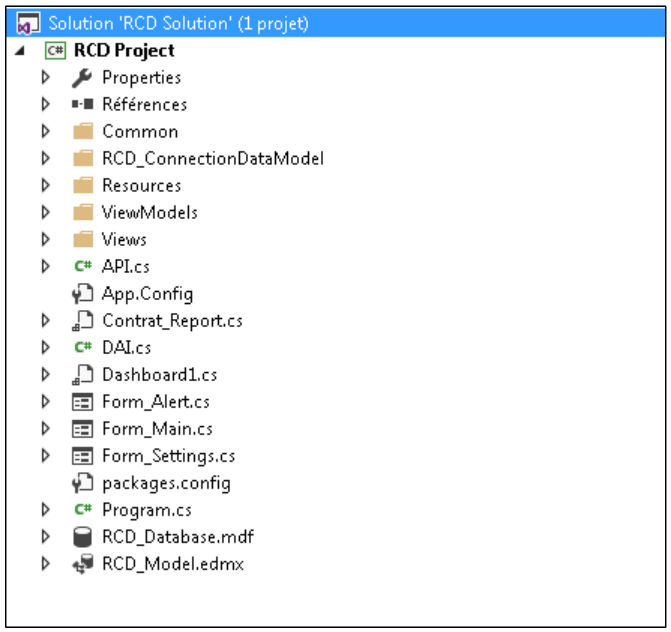 Solution 'RCD Solution' (1 projet)
C# RCD Project
Properties
Références
Common
RCD_ConnectionDataModel
Resources
ViewModels
Views
C# API.cs
App.Config
Contrat_Report.cs
C# DAI.cs
Dashboard1.cs
Form_Alert.cs
Form_Main.cs
Form_Settings.cs
packages.config
C# Program.cs
RCD_Database.mdf
RCD_Model.edmx